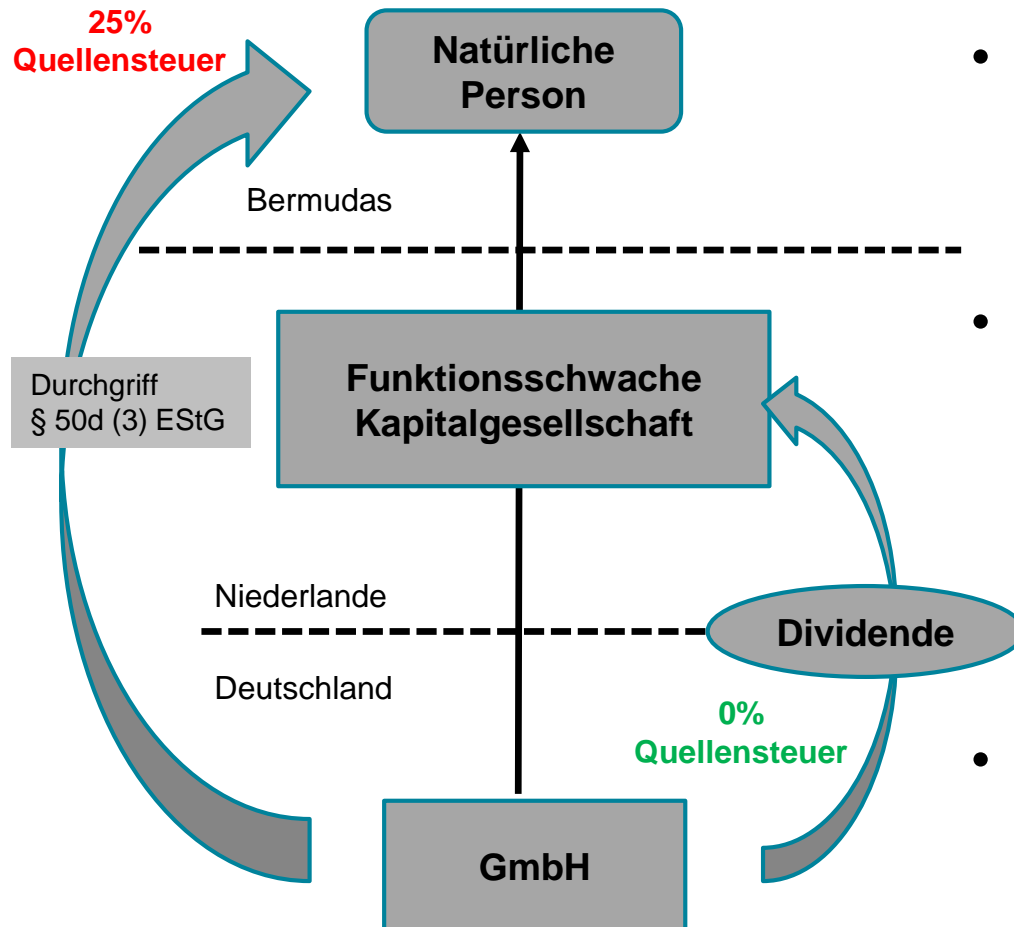 25%
Quellensteuer
Natürliche
Person
Bermudas
Durchgriff
§ 50d (3) EStG
Funktionsschwache
Kapitalgesellschaft
Niederlande
Dividende
Deutschland
0%
Quellensteuer
GmbH